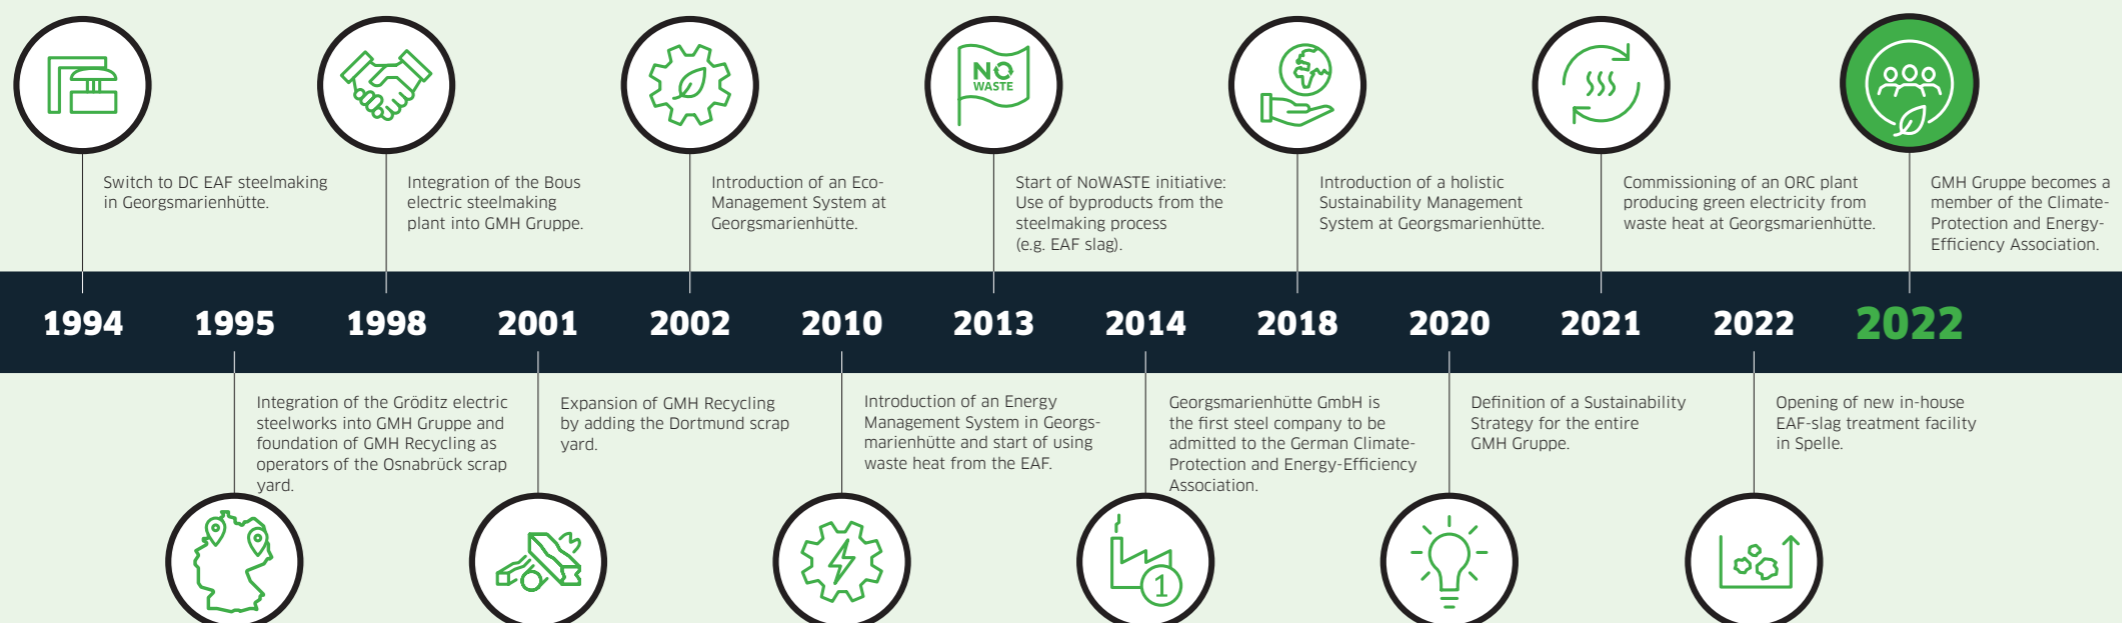 NO
WASTE
Switch to DC EAF steelmaking
in Georgsmarienhütte.
Integration of the Bous
electric steelmaking
plant into GMH Gruppe.
Introduction of an Eco-
Management System at
Georgsmarienhütte.
Start of NoWASTE initiative:
Use of byproducts from the
steelmaking process
(e.g. EAF slag).
Introduction of a holistic
Sustainability Management
System at Georgsmarienhütte.
Commissioning of an ORC plant
producing green electricity from
waste heat at Georgsmarienhütte.
GMH Gruppe becomes a
member of the Climate-
Protection and Energy-
Efficiency Association.
1994 1995 1998 2001 2002 2010 2013 2014 2018 2020 2021 2022 2022
Integration of the Gröditz electric
steelworks into GMH Gruppe and
foundation of GMH Recycling as
operators of the Osnabrück scrap
yard.
Expansion of GMH Recycling
by adding the Dortmund scrap
yard.
Introduction of an Energy
Management System in Georgs-
marienhütte and start of using
waste heat from the EAF.
Georgsmarienhütte GmbH is
the first steel company to be
admitted to the German Climate-
Protection and Energy-Efficiency
Association.
Definition of a Sustainability
Strategy for the entire
GMH Gruppe.
Opening of new in-house
EAF-slag treatment facility
in Spelle.
1